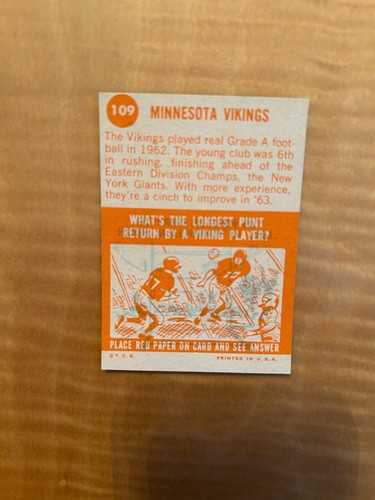 109 MINNESOTA VIKINGS
The Vikings played real Grade A foot-
ball in 1962. The young club was 6th
in rushing, finishing ahead of the
Eastern Division Champs, the New
York Giants. With more experience,
they're a cinch to improve in '63.
WHAT'S THE LONGEST PUNT
RETURN BY A VIKING PLAYER?
PLACE RED PAPER ON CARD AND SEE ANSWER
©T.C.G. PRINTED IN U.S.A.